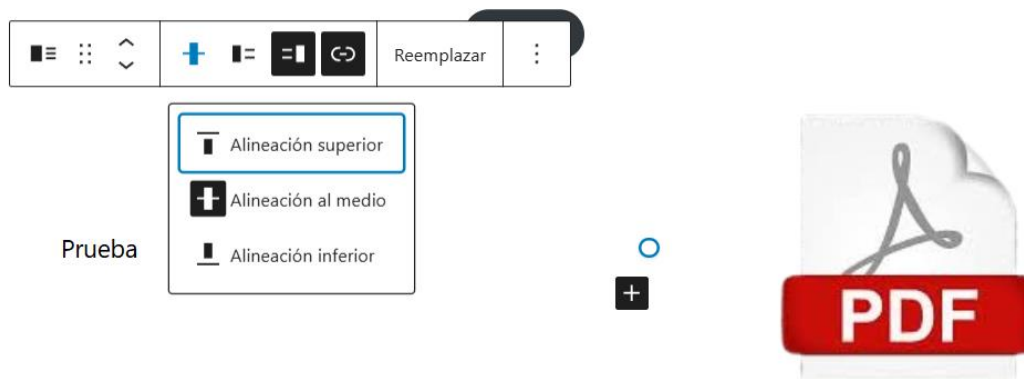 Reemplazar
Alineación superior
Alineación al medio
Prueba
Alineación inferior
PDF